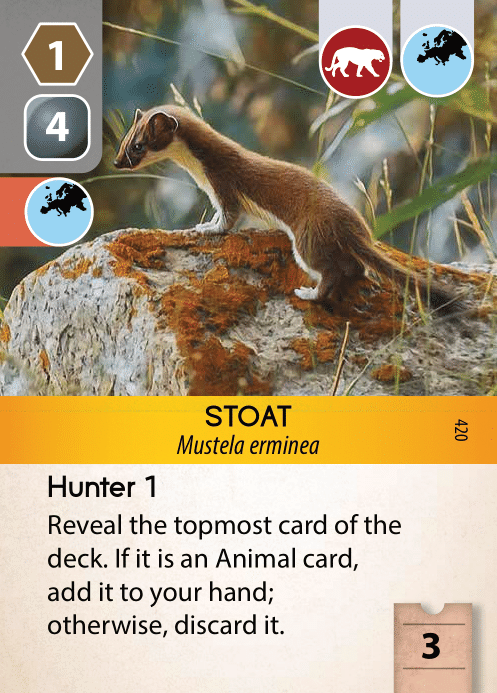 1
4
STOAT
Mustela erminea
420
Hunter 1
Reveal the topmost card of the
deck. If it is an Animal card,
add it to your hand;
otherwise, discard it.
3